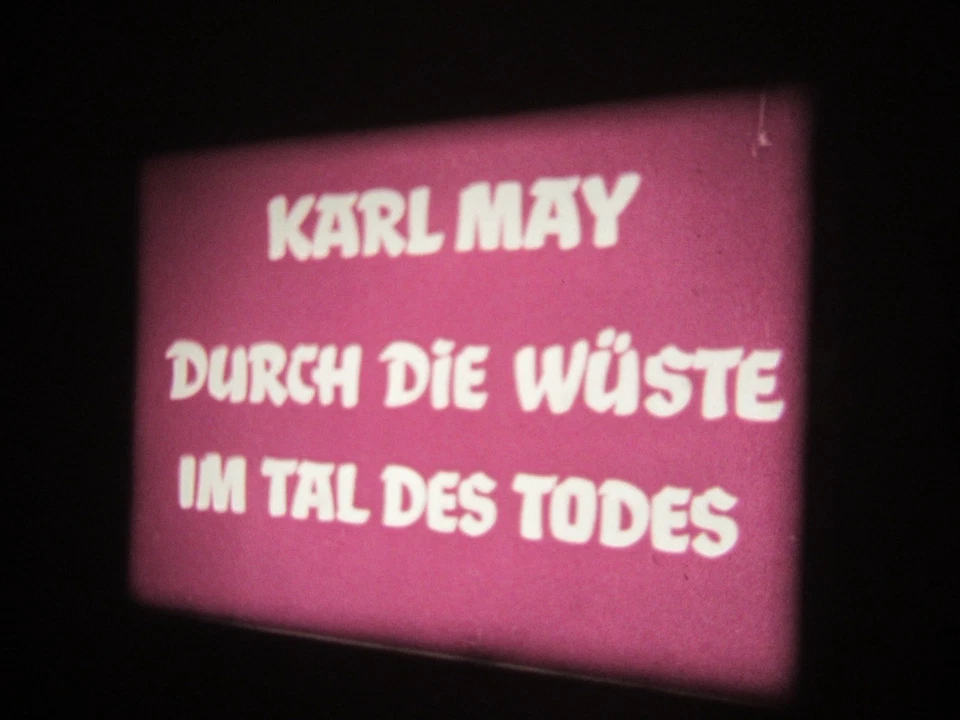 KARL MAY
DURCH DiE WÜSTE
IM TAL DES TODES